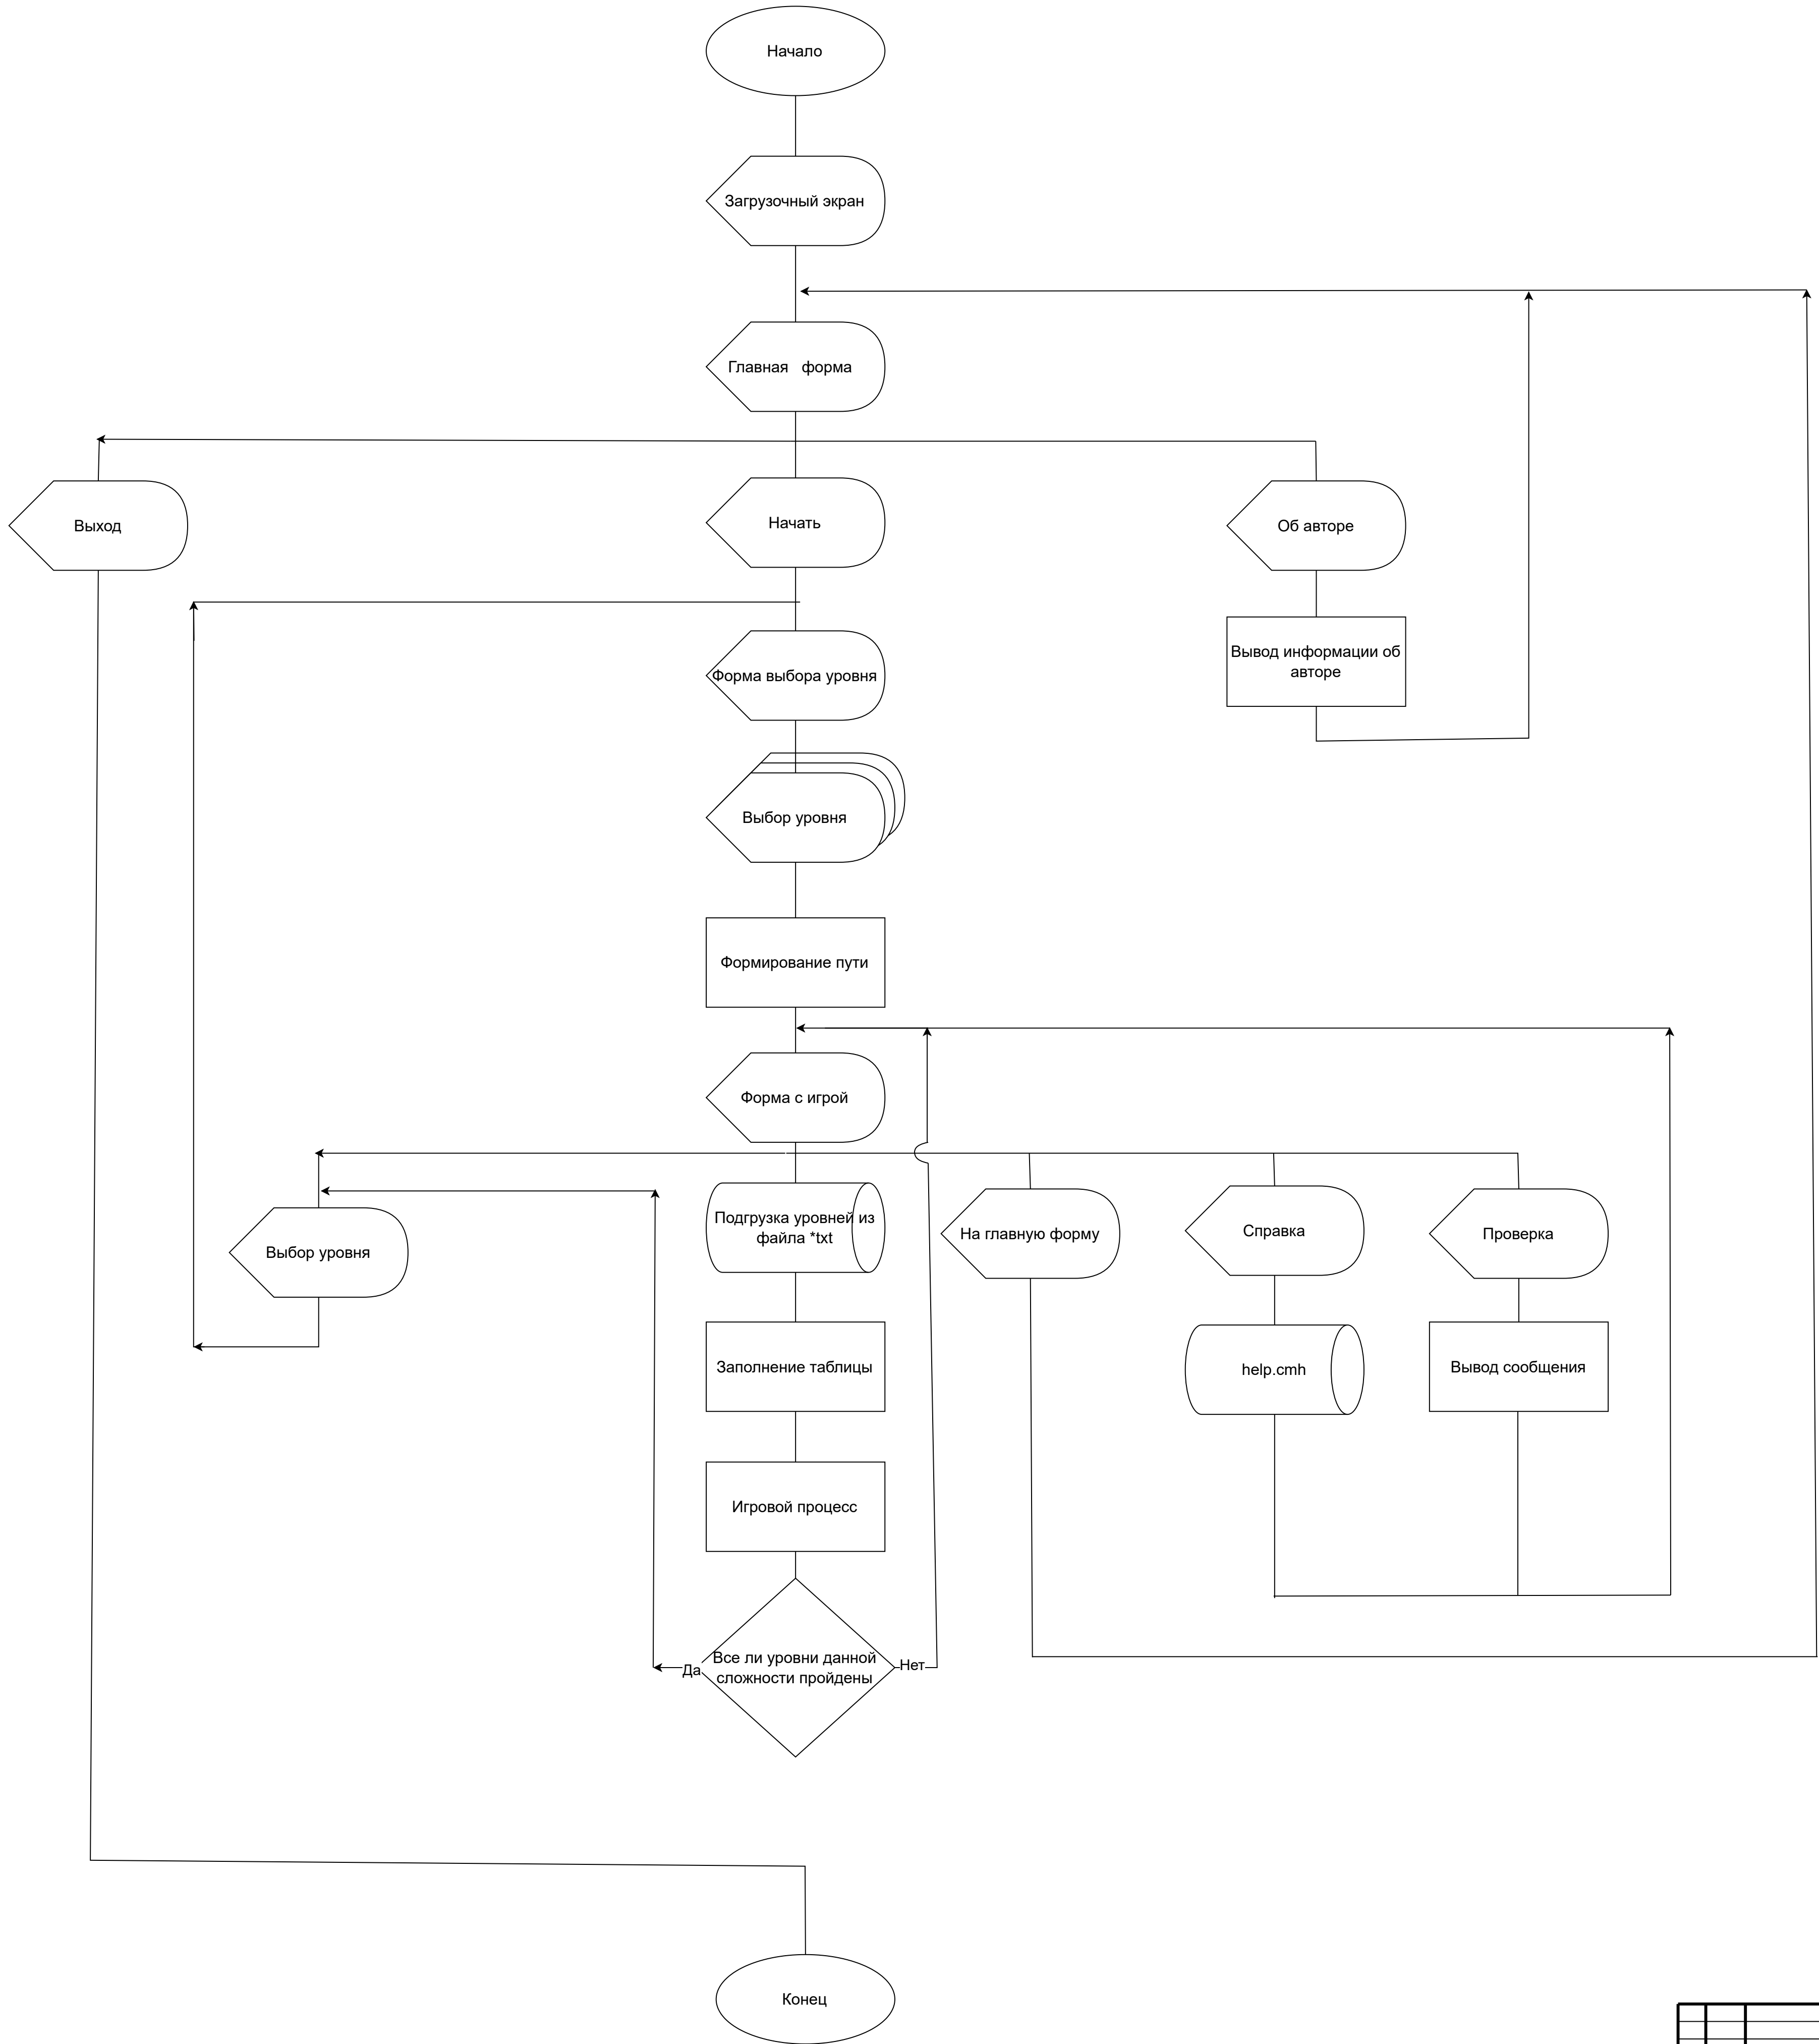 Начало
Загрузочный экран
Главная форма
Выход
Начать
Об авторе
Вывод информации об
авторе
Форма выбора уровня
Выбор уровня
Формирование пути
Форма с игрой
Выбор уровня
Подгрузка уровней из
файла *txt
На главную форму
Справка
Проверка
Заполнение таблицы
help.cmh
Вывод сообщения
Игровой процесс
Да
Все ли уровни данной
сложности пройдены
Нет
Конец